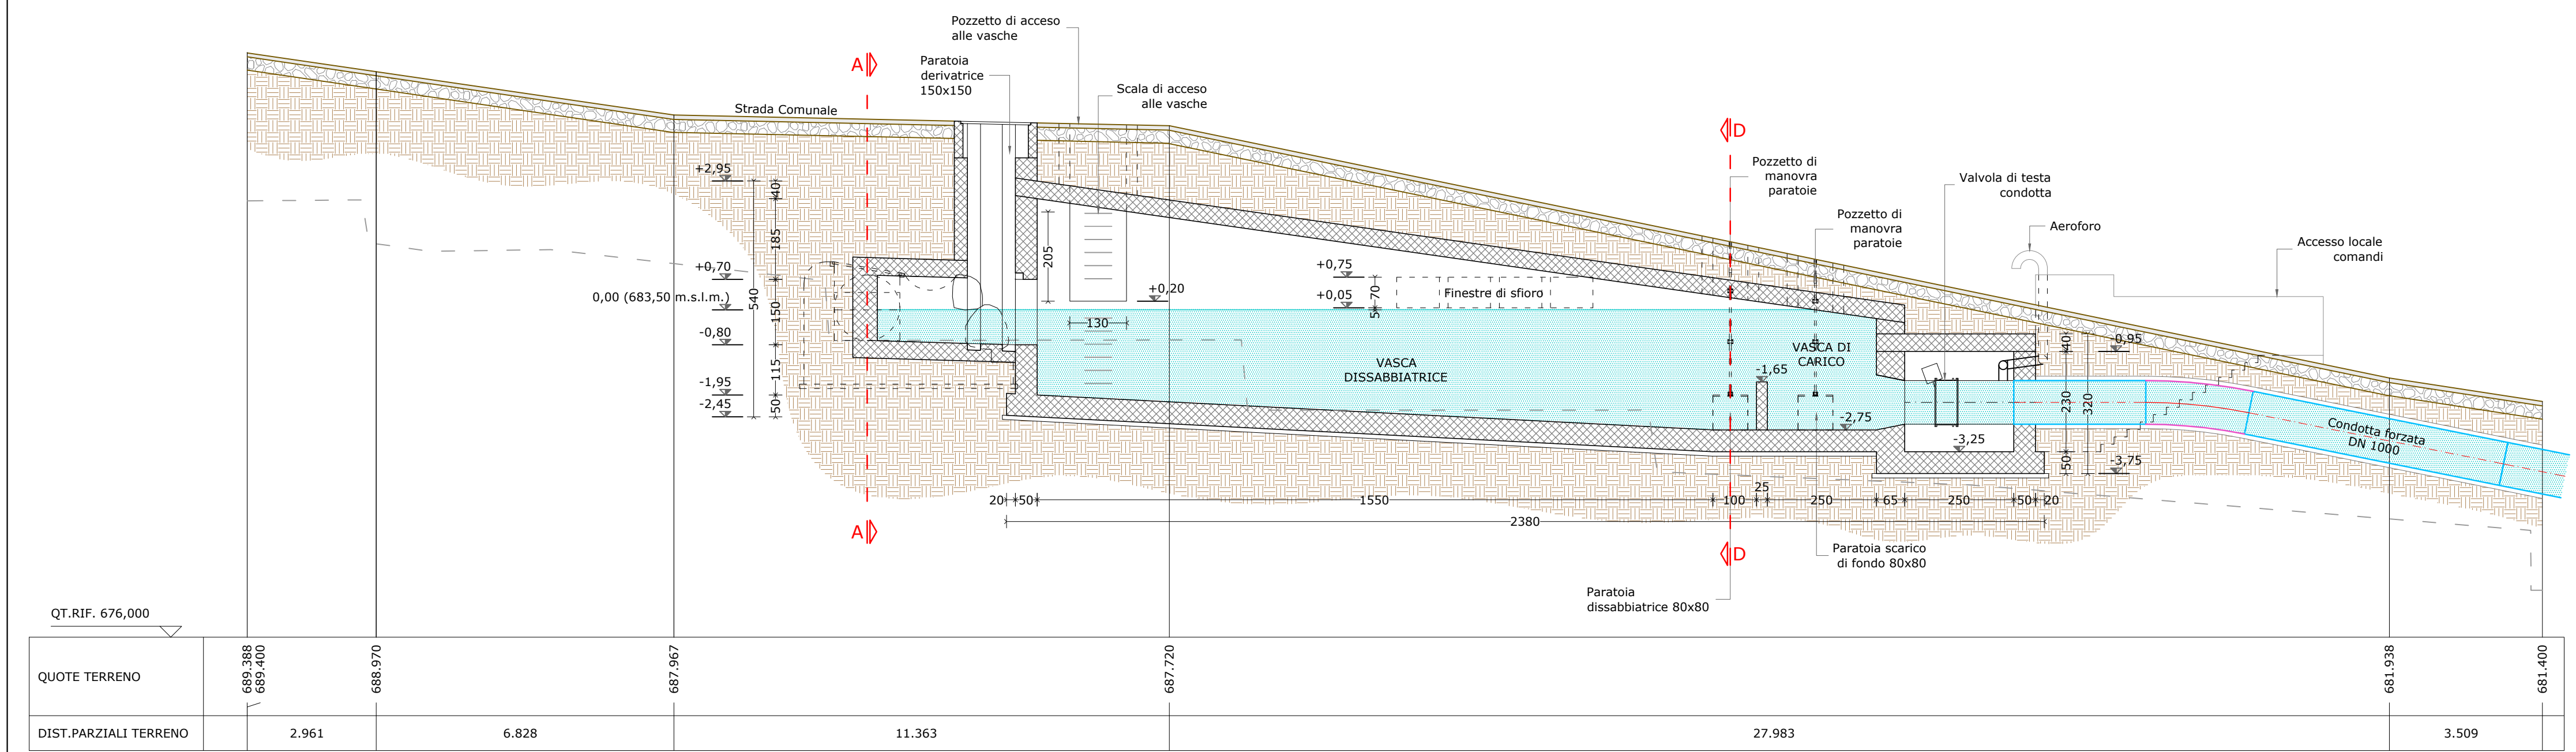 Pozzetto di acceso
alle vasche
A
Paratoia
derivatrice
150x150
Scala di acceso
alle vasche
Strada Comunale
D
Pozzetto di
manovra
paratoie
Valvola di testa
condotta
Pozzetto di
manovra
paratoie
Aeroforo
Accesso locale
comandi
+2,95
40
185
205
+0,70
540
0,00 (683,50 m.s.l.m.)
150
+0,20
+0,75
+0,05
70
5
Finestre di sfioro
130
-0,80
115
-1,95
50
-2,45
VASCA
DISSABBIATRICE
VASCA DI
CARICO
-1,65
-2,75
-3,25
40
-0,95
230
320
50
-3,75
Condotta forzata
DN 1000
20
50
1550
100
25
250
65
250
50
20
2380
A
D
Paratoia scarico
di fondo 80x80
Paratoia
dissabbiatrice 80x80
QT.RIF. 676,000
QUOTE TERRENO
689.388
689.400
688.970
687.967
687.720
681.938
681.400
DIST.PARZIALI TERRENO
2.961
6.828
11.363
27.983
3.509